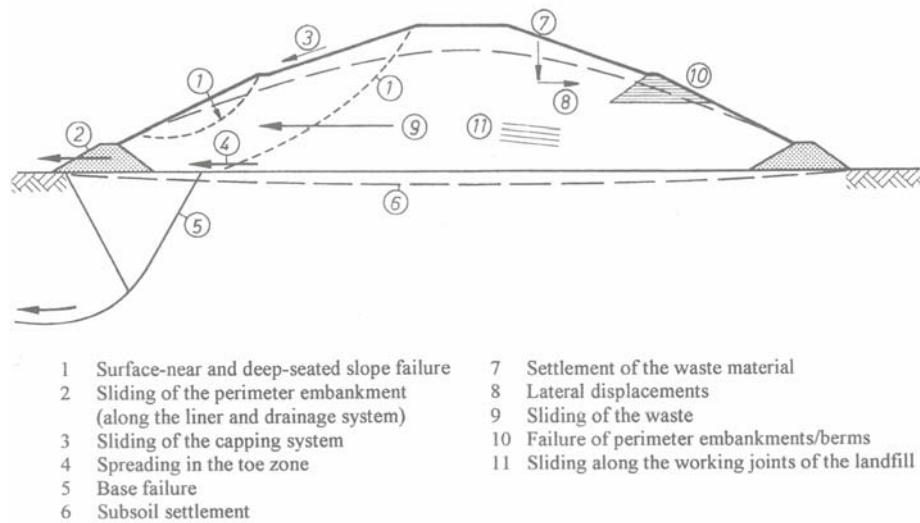 7
3
1
1
10
8
2
9
11
4
6
5
1 Surface-near and deep-seated slope failure
2 Sliding of the perimeter embankment
(along the liner and drainage system)
3 Sliding of the capping system
4 Spreading in the toe zone
5 Base failure
6 Subsoil settlement
7 Settlement of the waste material
8 Lateral displacements
9 Sliding of the waste
10 Failure of perimeter embankments/berms
11 Sliding along the working joints of the landfill